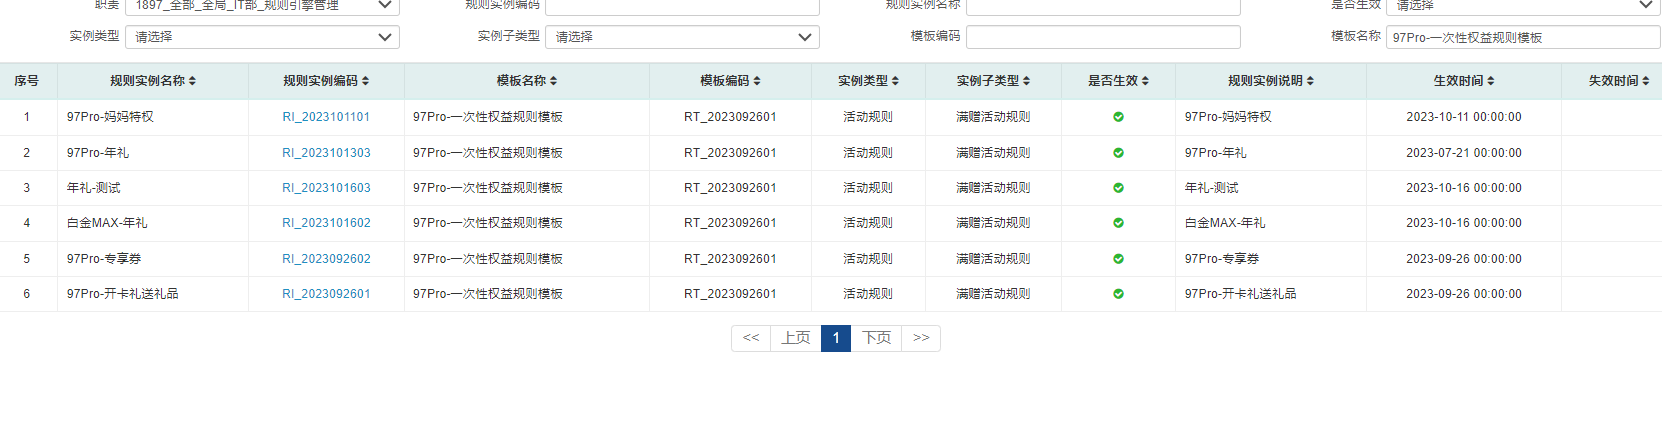 职责 1897_全部_全局_IT部_规则引擎管理 规则实例编码 规则实例名称 是否生效 请选择
实例类型 请选择 实例子类型 请选择 模板编码 模板名称 97Pro-一次性权益规则模板
序号 规则实例名称 规则实例编码 模板名称 模板编码 实例类型 实例子类型 是否生效 规则实例说明 生效时间 失效时间
1 97Pro-妈妈特权 RI_2023101101 97Pro-一次性权益规则模板 RT_2023092601 活动规则 满赠活动规则 97Pro-妈妈特权 2023-10-11 00:00:00
2 97Pro-年礼 RI_2023101303 97Pro-一次性权益规则模板 RT_2023092601 活动规则 满赠活动规则 97Pro-年礼 2023-07-21 00:00:00
3 年礼-测试 RI_2023101603 97Pro-一次性权益规则模板 RT_2023092601 活动规则 满赠活动规则 年礼-测试 2023-10-16 00:00:00
4 白金MAX-年礼 RI_2023101602 97Pro-一次性权益规则模板 RT_2023092601 活动规则 满赠活动规则 白金MAX-年礼 2023-10-16 00:00:00
5 97Pro-专享券 RI_2023092602 97Pro-一次性权益规则模板 RT_2023092601 活动规则 满赠活动规则 97Pro-专享券 2023-09-26 00:00:00
6 97Pro-开卡礼送礼品 RI_2023092601 97Pro-一次性权益规则模板 RT_2023092601 活动规则 满赠活动规则 97Pro-开卡礼送礼品 2023-09-26 00:00:00
<< 上页 1 下页 >>